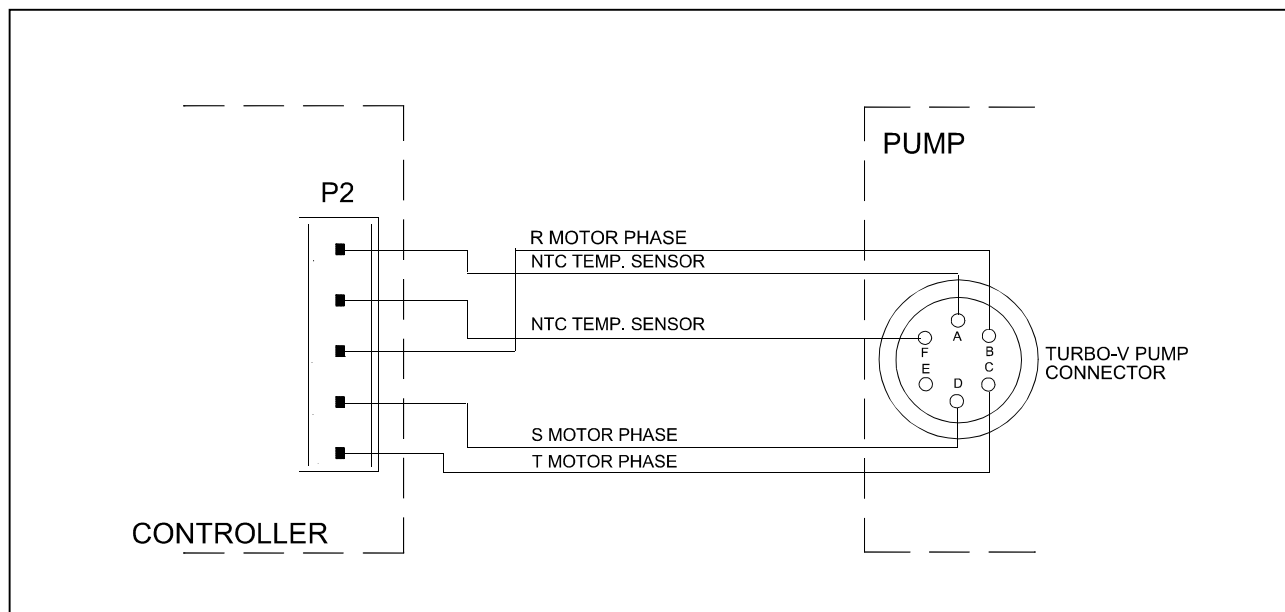 PUMP
P2
R MOTOR PHASE
NTC TEMP. SENSOR
NTC TEMP. SENSOR
A
F
B
E
D
C
TURBO-V PUMP
CONNECTOR
S MOTOR PHASE
T MOTOR PHASE
CONTROLLER